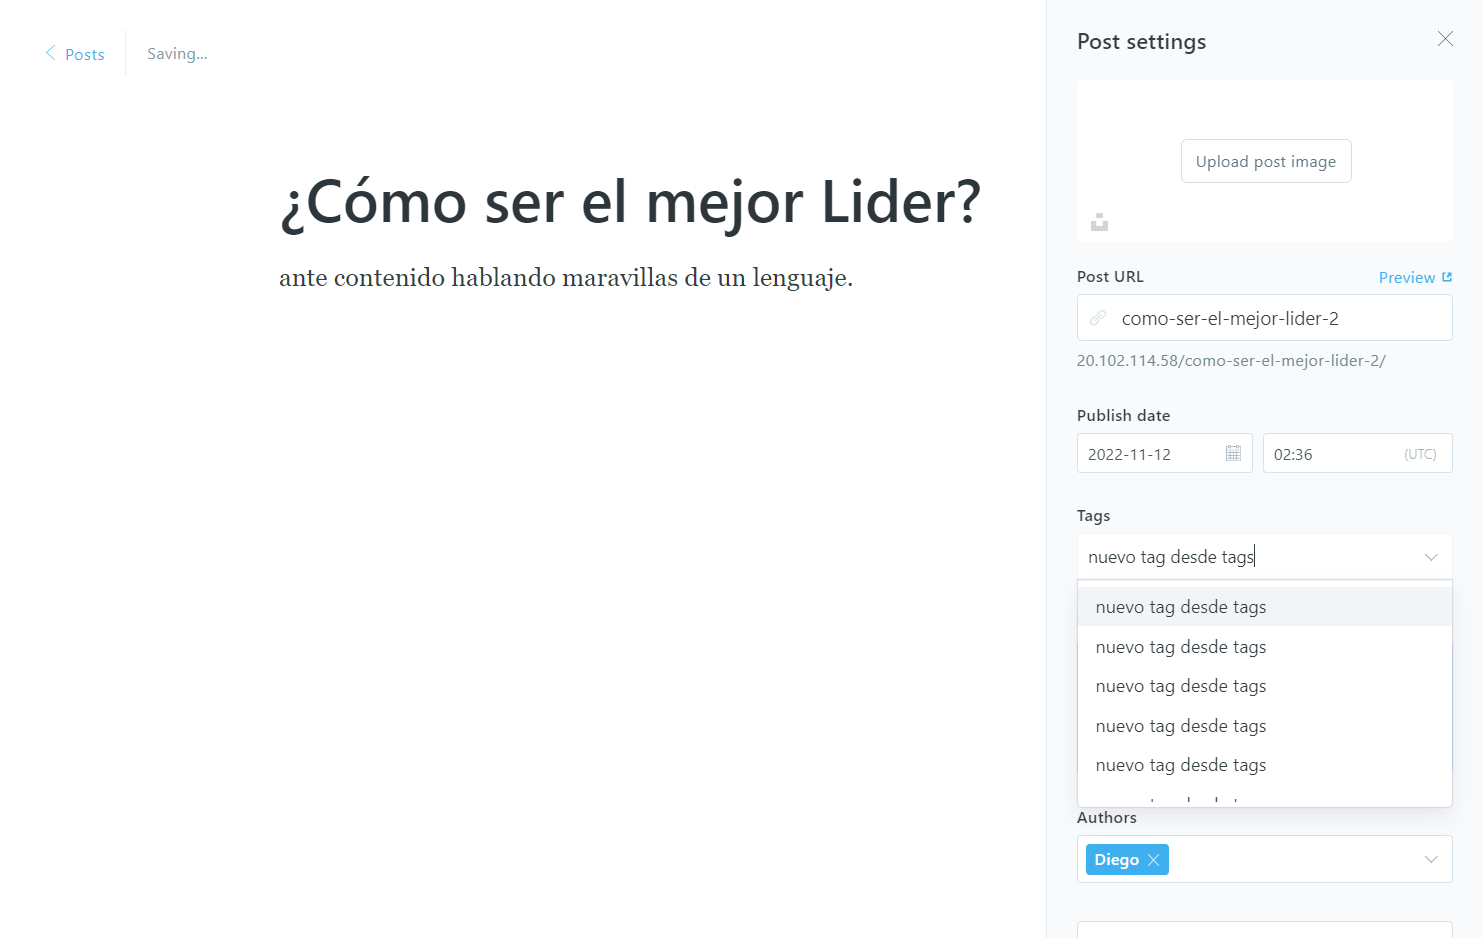 Posts
Saving...
¿Cómo ser el mejor Lider?
ante contenido hablando maravillas de un lenguaje.
Post settings
Upload post image
Post URL
Preview
como-ser-el-mejor-lider-2
20.102.114.58/como-ser-el-mejor-lider-2/
Publish date
2022-11-12
02:36
(UTC)
Tags
nuevo tag desde tags
nuevo tag desde tags
nuevo tag desde tags
nuevo tag desde tags
nuevo tag desde tags
nuevo tag desde tags
Authors
Diego